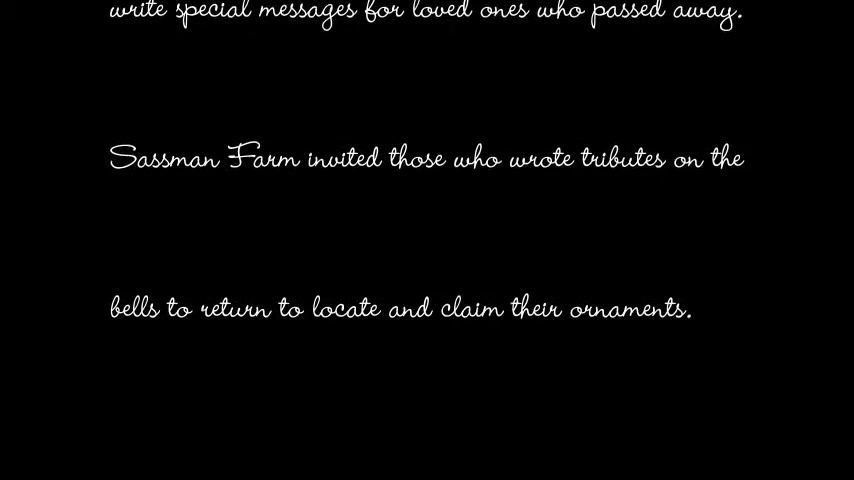 write special messages for loved ones who passed away.
Sassman Farm invited those who wrote tributes on the
bells to return to locate and claim their ornaments.